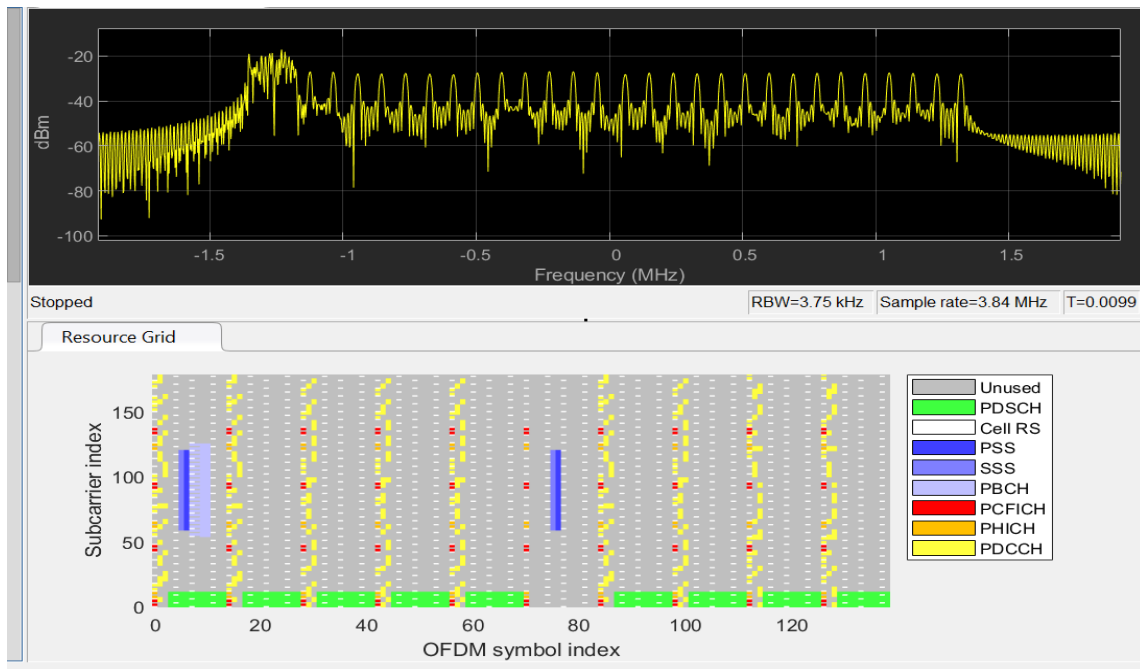 -20
-40
-60
-80
-100
dBm
-1.5
-1
-0.5
0
0.5
1
1.5
Frequency (MHz)
Stopped
RBW=3.75 kHz
Sample rate=3.84 MHz
T=0.0099
Resource Grid
150
100
50
0
Subcarrier index
0
20
40
60
80
100
120
OFDM symbol index
Unused
PDSCH
Cell RS
PSS
SSS
PBCH
PCFICH
PHICH
PDCCH